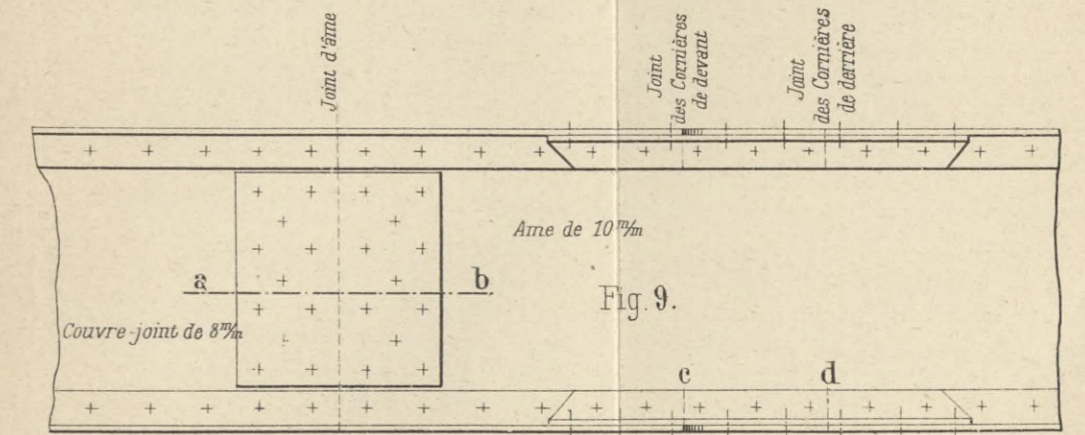 Joint d'âme
Joint
des Cornières
de devant
Joint
des Cornières
de derrière
Ame de 10 m/m
a
b
Fig. 9.
Couvre-joint de 8 m/m
c
d